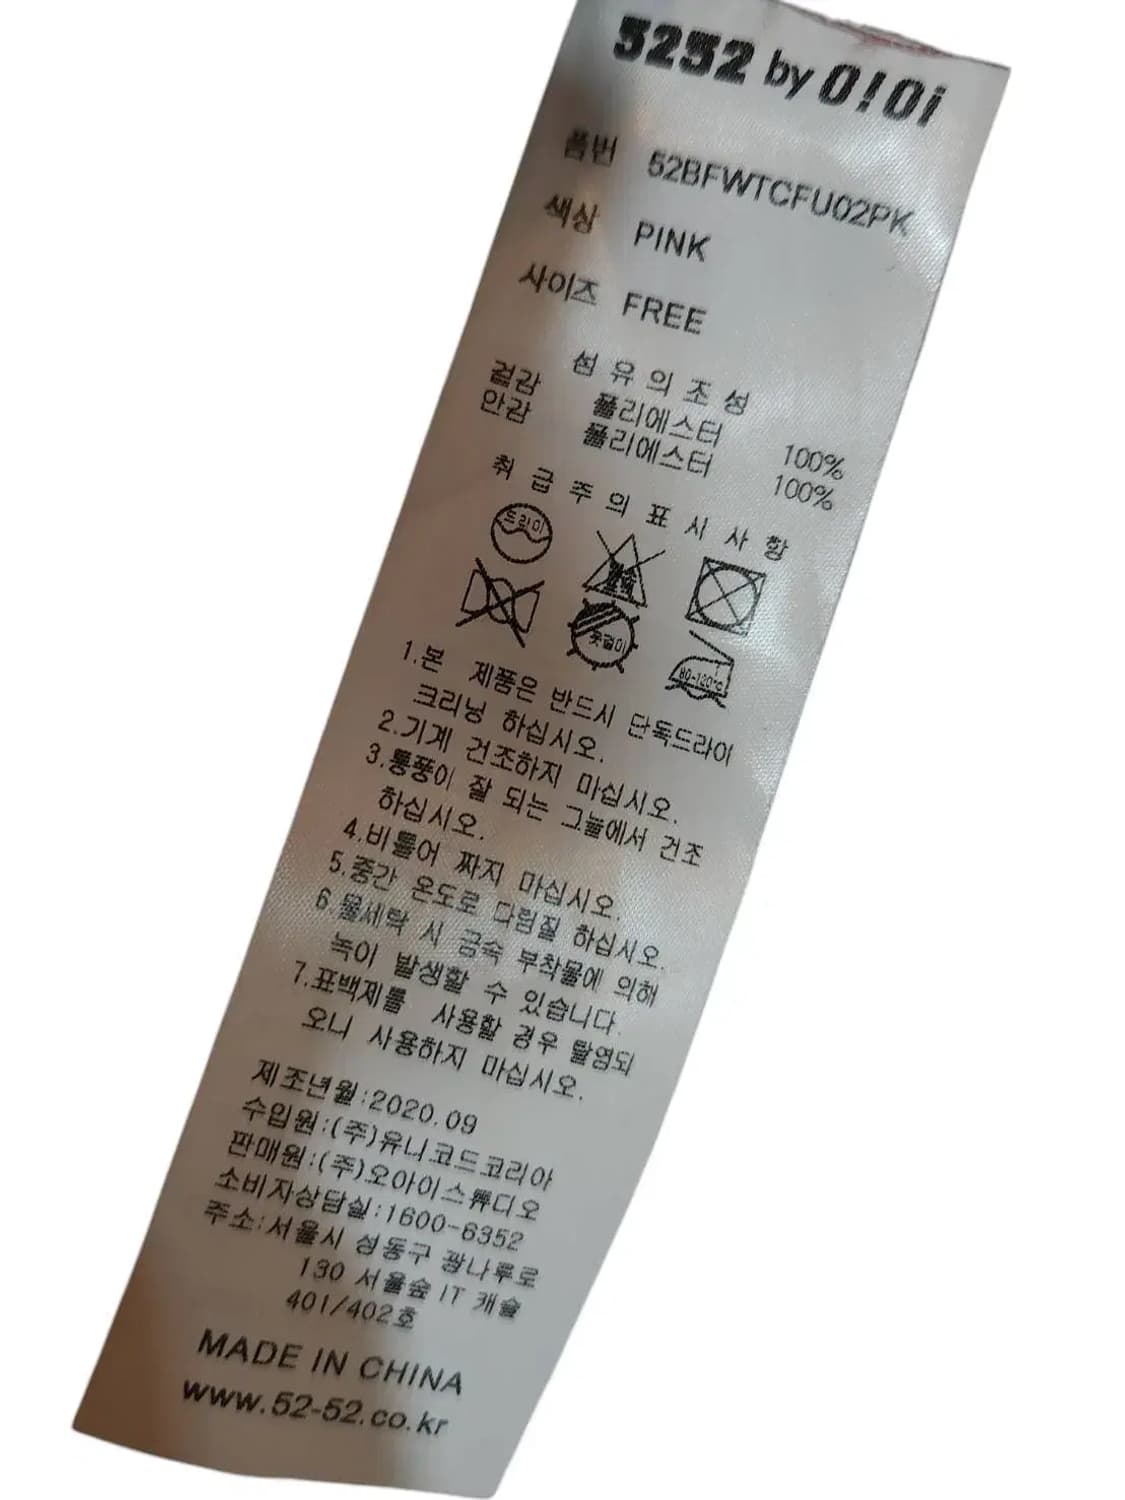 5252 by O!Oi
품번 52BFWTCFU02PK
색상 PINK
사이즈 FREE
섬유의조성
겉감 폴리에스터 100%
안감 폴리에스터 100%
취급주의표시사항
드라이
염소
옷걸이
80-120℃
1.본 제품은 반드시 단독드라이
크리닝 하십시오.
2.기계 건조하지 마십시오.
3.통풍이 잘 되는 그늘에서 건조
하십시오.
4.비틀어 짜지 마십시오.
5.중간 온도로 다림질 하십시오.
6.물세탁 시 금속 부착물에 의해
녹이 발생할 수 있습니다.
7.표백제를 사용할 경우 탈염되
오니 사용하지 마십시오.
제조년월:2020.09
수입원:(주)유니코드코리아
판매원:(주)오아이스튜디오
소비자상담실:1600-6352
주소:서울시 성동구 광나루로
130 서울숲 IT 캐슬
401/402호
MADE IN CHINA
www.52-52.co.kr